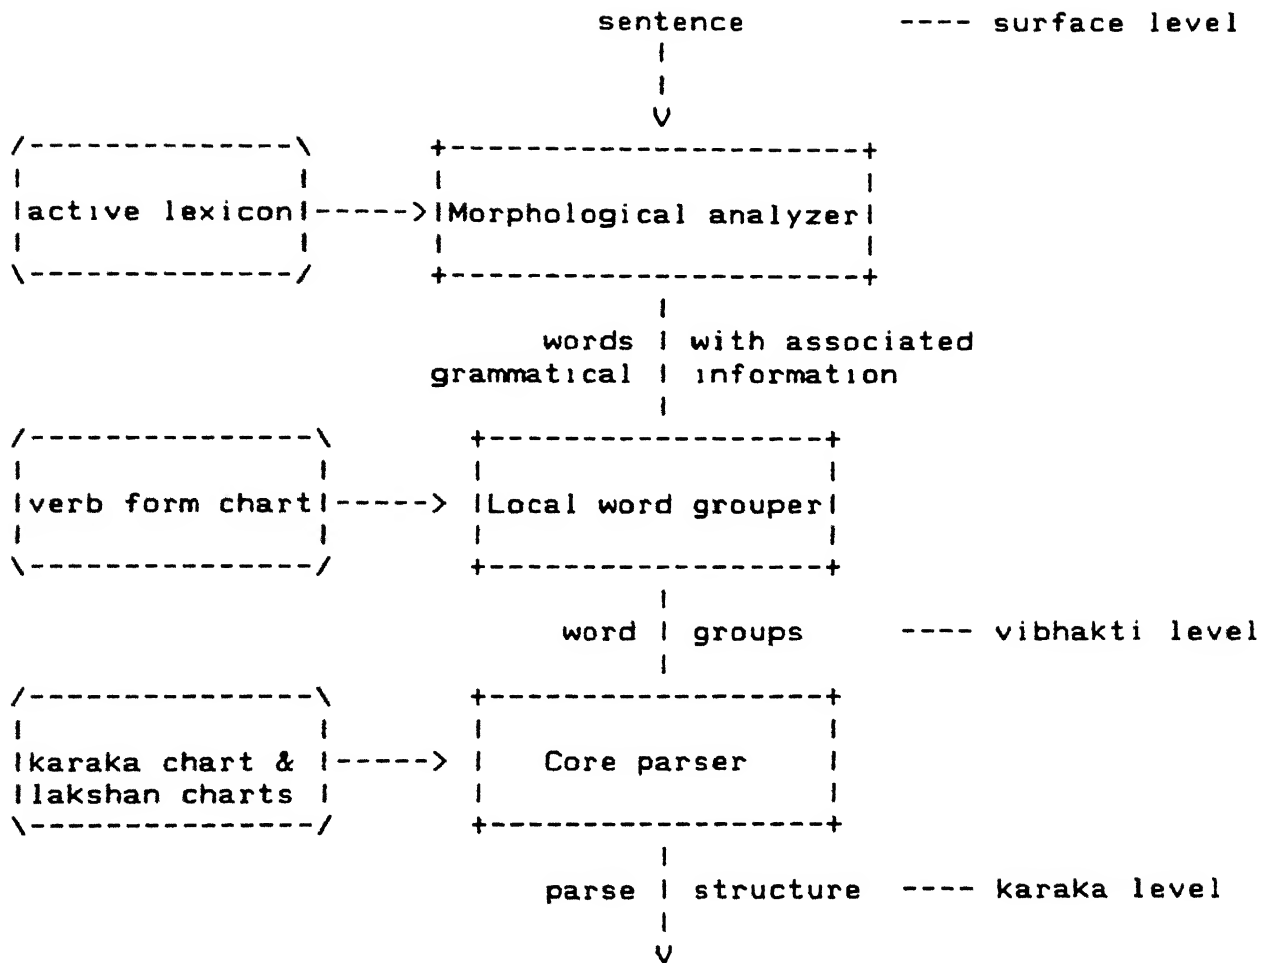 sentence ---- surface level
active lexicon -----> Morphological analyzer
words | with associated
grammatical | information
verb form chart -----> Local word grouper
word | groups ---- vibhakti level
karaka chart & -----> Core parser
lakshan charts
parse | structure ---- karaka level